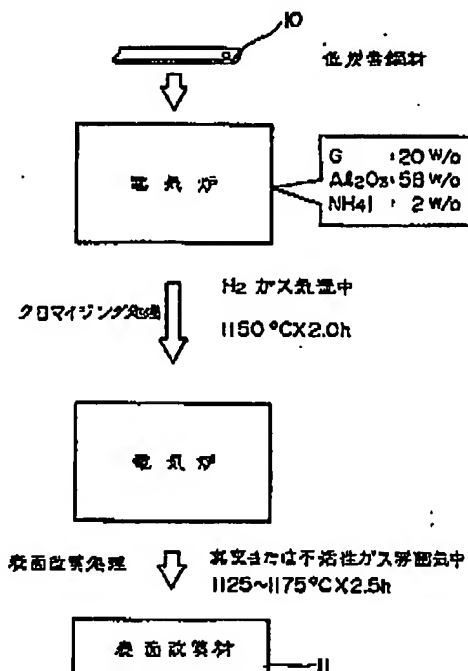 10
低炭素鋼材
電気炉
G : 20 W/o
Al2O3 : 58 W/o
NH4I : 2 W/o
クロマイジング処理
H2 ガス気流中
1150°C×2.0h
電気炉
表面改質処理
真空または不活性ガス雰囲気中
1125~1175°C×2.5h
表面改質材
11